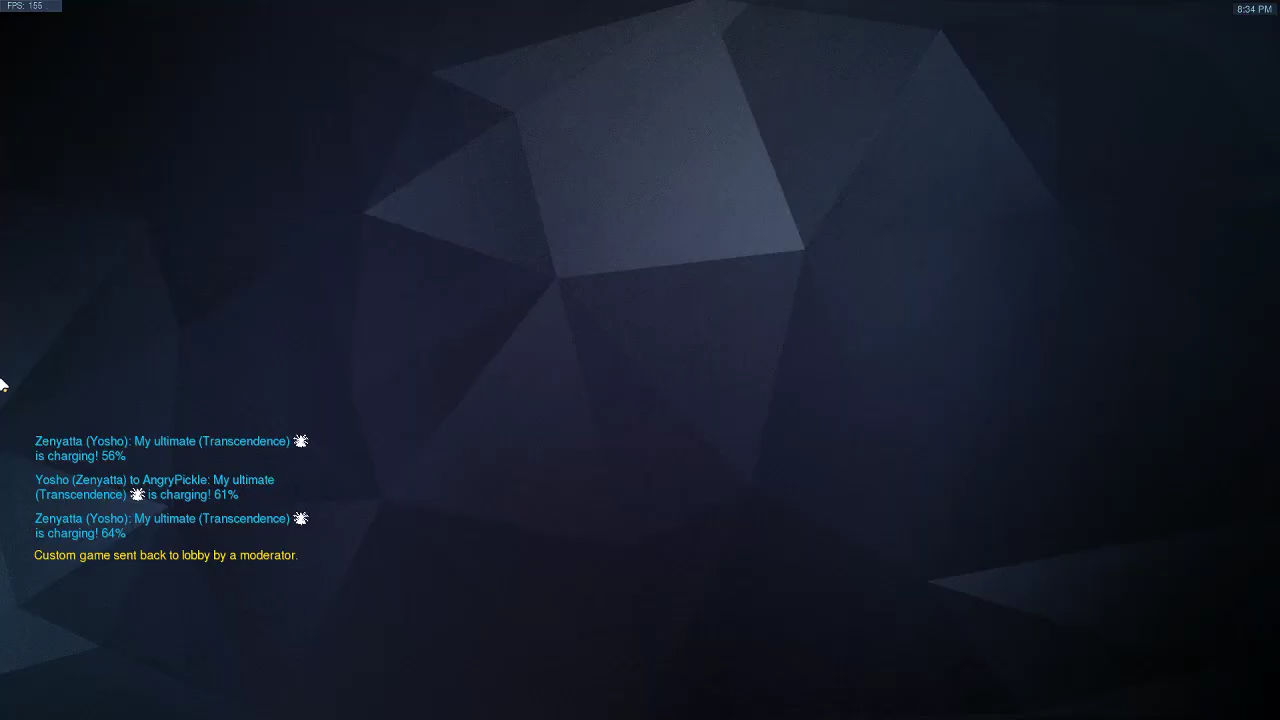 FPS: 155
8:34 PM
Zenyatta (Yosho): My ultimate (Transcendence)
is charging! 56%
Yosho (Zenyatta) to AngryPickle: My ultimate
(Transcendence) is charging! 61%
Zenyatta (Yosho): My ultimate (Transcendence)
is charging! 64%
Custom game sent back to lobby by a moderator.